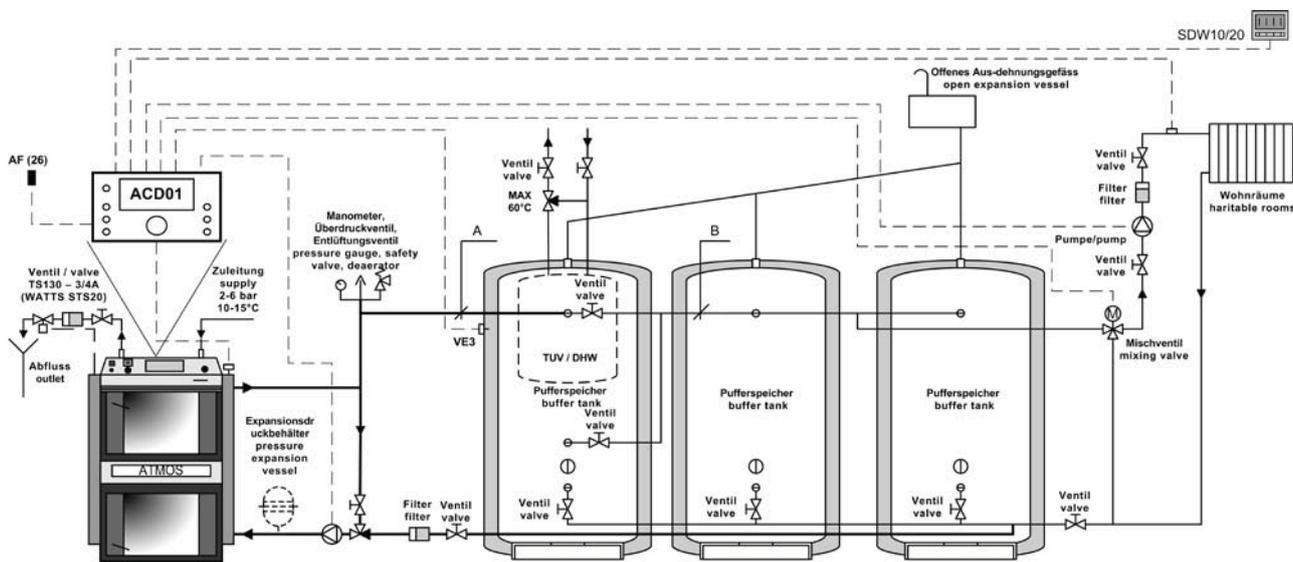 SDW10/20
Offenes Aus-dehnungsgefäss
open expansion vessel
AF (26)
ACD01
Ventil
valve
MAX
60°C
Ventil
valve
Filter
filter
Wohnräume
haritable rooms
Manometer,
Überdruckventil,
Entlüftungsventil
pressure gauge, safety
valve, deaerator
A
B
Pumpe/pump
Ventil
valve
Ventil / valve
TS130 – 3/4A
(WATTS STS20)
Zuleitung
supply
2-6 bar
10-15°C
Ventil
valve
M
VE3
Mischventil
mixing valve
Abfluss
outlet
TUV / DHW
Pufferspeicher
buffer tank
Pufferspeicher
buffer tank
Pufferspeicher
buffer tank
Ventil
valve
Expansionsdr
uckbehälter
pressure
expansion
vessel
ATMOS
Filter
filter
Ventil
valve
Ventil
valve
Ventil
valve
Ventil
valve
Ventil
valve